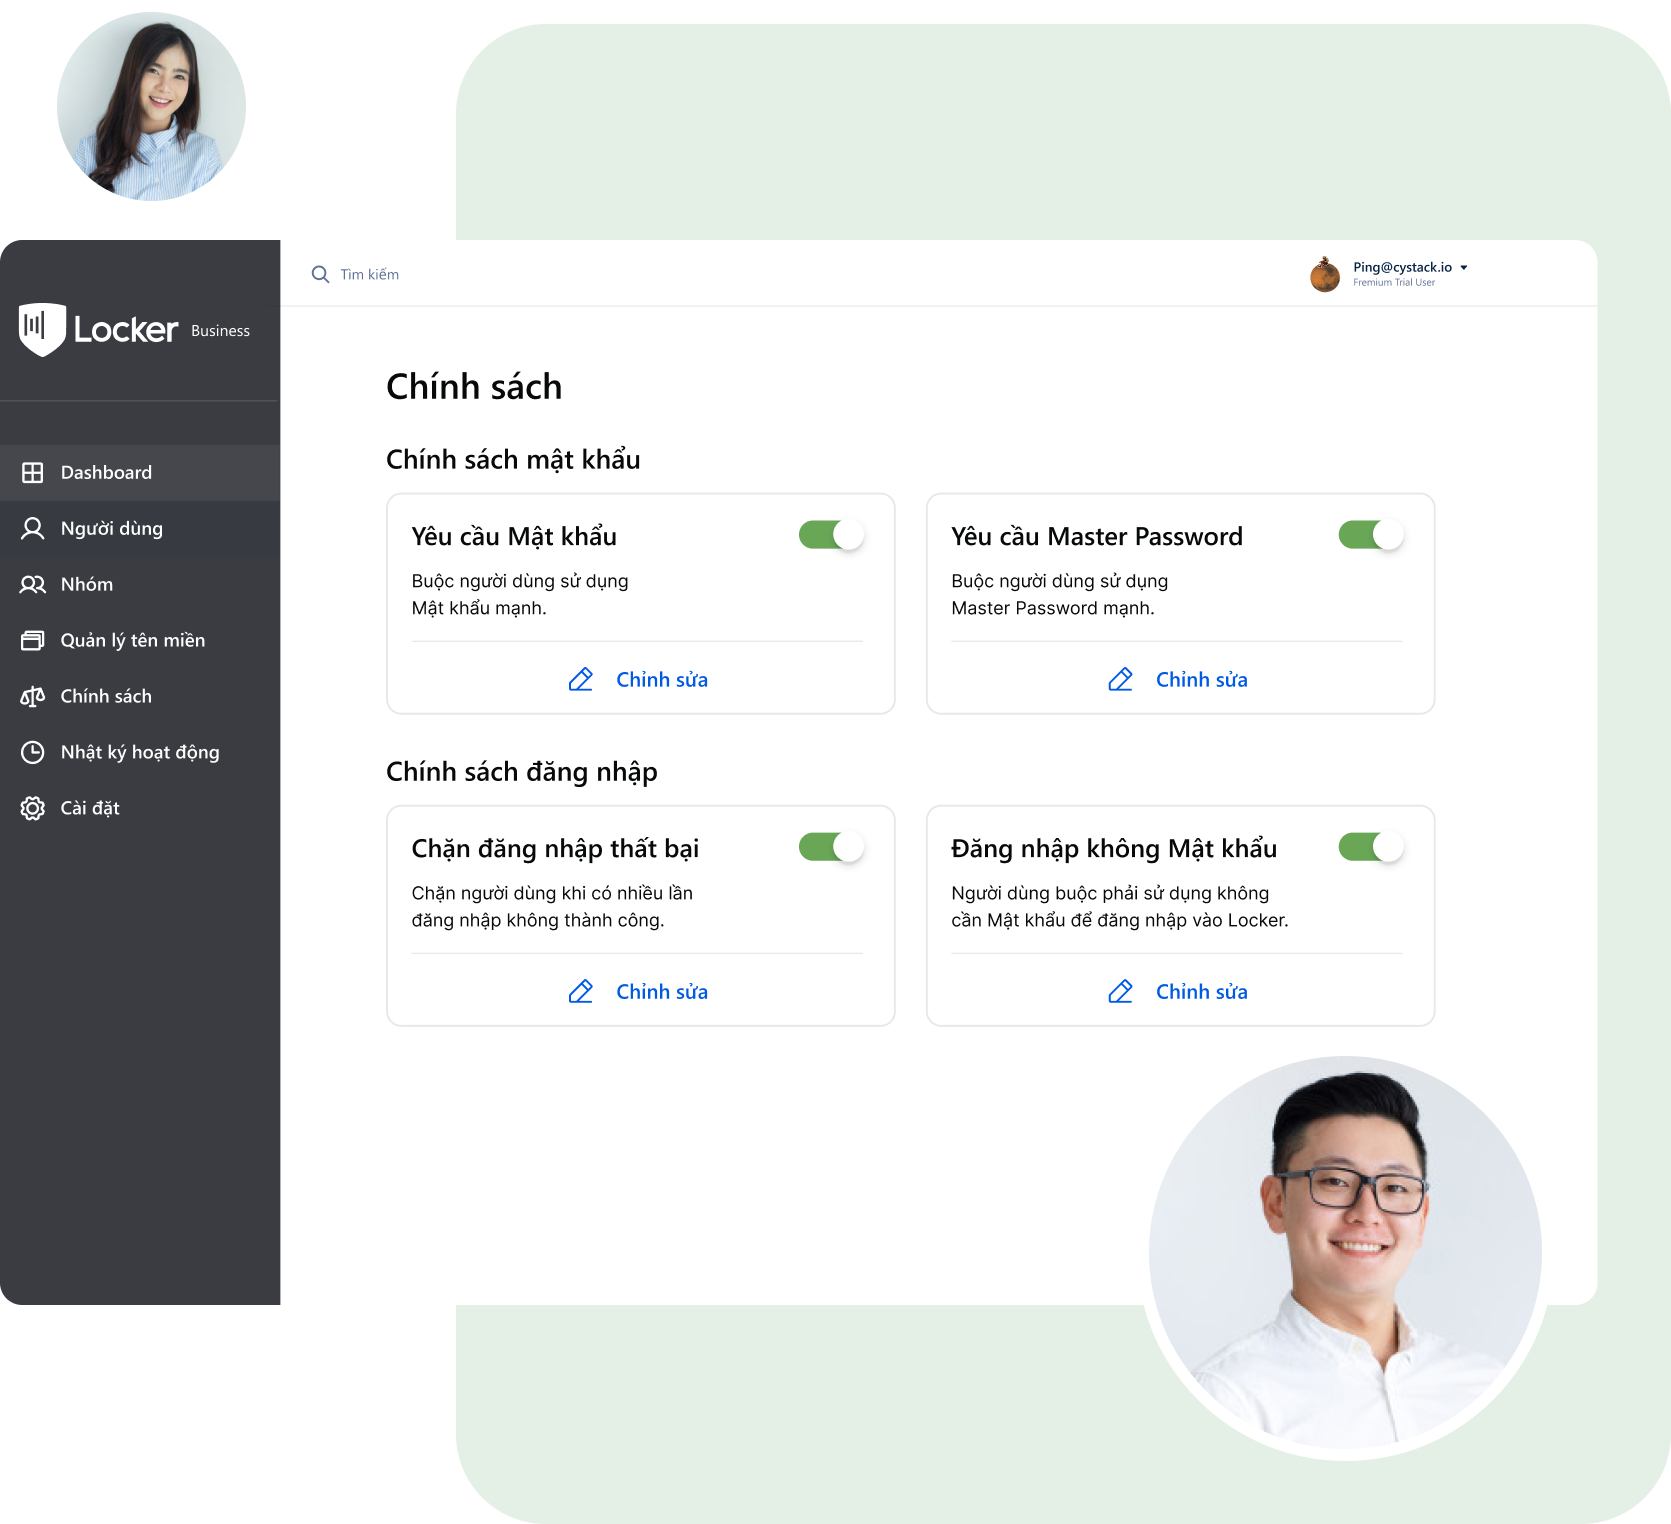 Tìm kiếm
Ping@cystack.io
Fremium Trial User
Locker Business
Dashboard
Người dùng
Nhóm
Quản lý tên miền
Chính sách
Nhật ký hoạt động
Cài đặt
Chính sách
Chính sách mật khẩu
Yêu cầu Mật khẩu
Buộc người dùng sử dụng
Mật khẩu mạnh.
Chỉnh sửa
Yêu cầu Master Password
Buộc người dùng sử dụng
Master Password mạnh.
Chỉnh sửa
Chính sách đăng nhập
Chặn đăng nhập thất bại
Chặn người dùng khi có nhiều lần
đăng nhập không thành công.
Chỉnh sửa
Đăng nhập không Mật khẩu
Người dùng buộc phải sử dụng không
cần Mật khẩu để đăng nhập vào Locker.
Chỉnh sửa